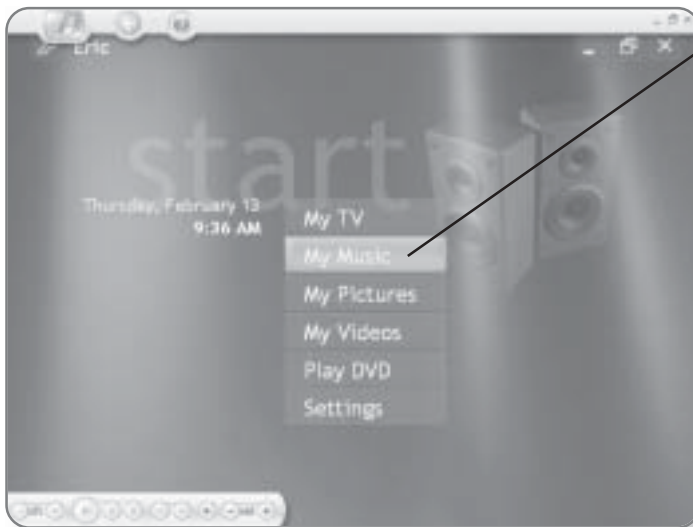 Eric
start
Thursday, February 13
9:36 AM
My TV
My Music
My Pictures
My Videos
Play DVD
Settings